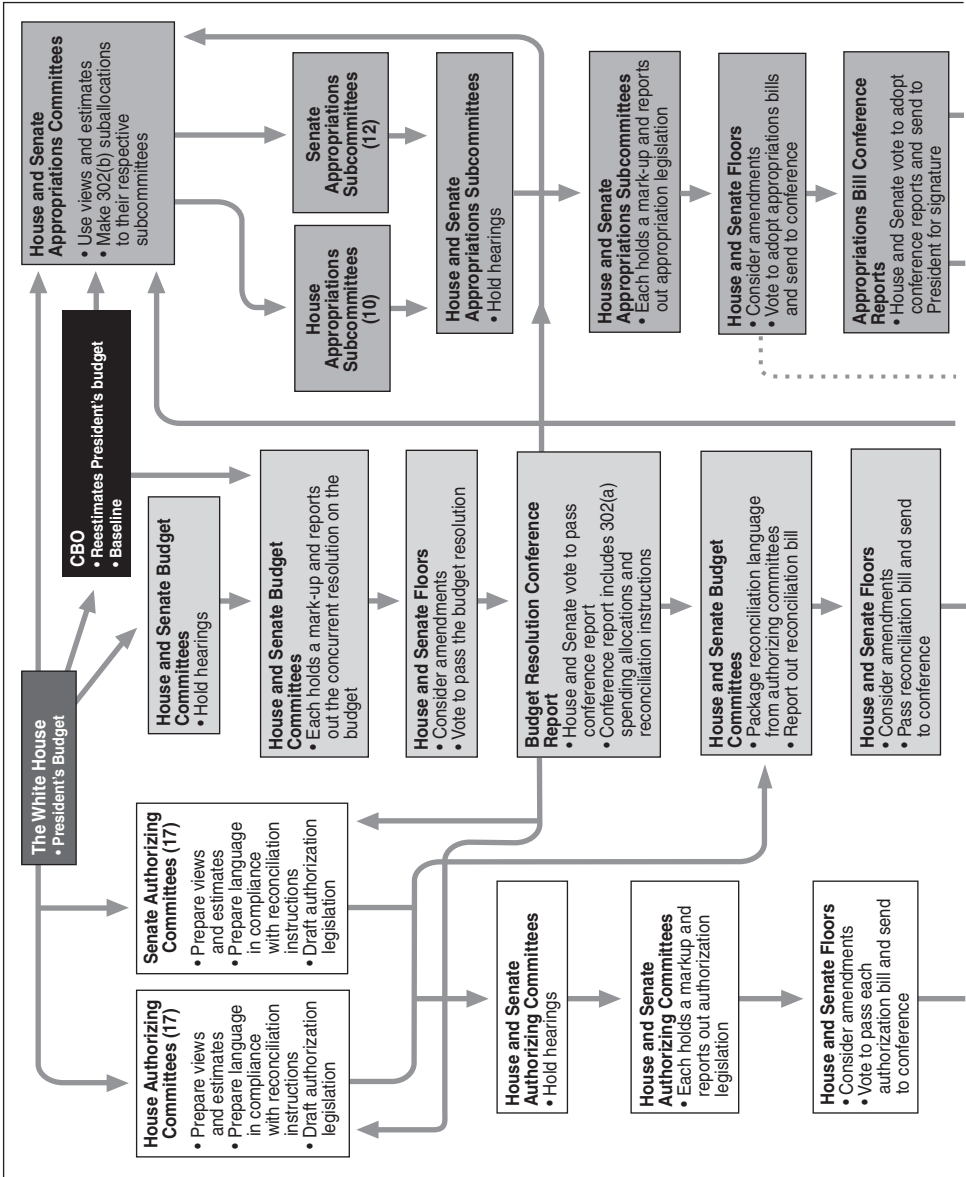 The White House
• President's Budget
CBO
• Reestimates President's budget
• Baseline
House Authorizing
Committees (17)
• Prepare views
and estimates
• Prepare language
in compliance
with reconciliation
instructions
• Draft authorization
legislation
Senate Authorizing
Committees (17)
• Prepare views
and estimates
• Prepare language
in compliance
with reconciliation
instructions
• Draft authorization
legislation
House and Senate
Authorizing Committees
• Hold hearings
House and Senate
Authorizing Committees
• Each holds a markup and
reports out authorization
legislation
House and Senate Floors
• Consider amendments
• Vote to pass each
authorization bill and send
to conference
House and Senate Budget
Committees
• Hold hearings
House and Senate Budget
Committees
• Each holds a mark-up and reports
out the concurrent resolution on the
budget
House and Senate Floors
• Consider amendments
• Vote to pass the budget resolution
Budget Resolution Conference
Report
• House and Senate vote to pass
conference report
• Conference report includes 302(a)
spending allocations and
reconciliation instructions
House and Senate Budget
Committees
• Package reconciliation language
from authorizing committees
• Report out reconciliation bill
House and Senate Floors
• Consider amendments
• Pass reconciliation bill and send
to conference
House and Senate
Appropriations Committees
• Use views and estimates
• Make 302(b) suballocations
to their respective
subcommittees
House
Appropriations
Subcommittees
(10)
Senate
Appropriations
Subcommittees
(12)
House and Senate
Appropriations Subcommittees
• Hold hearings
House and Senate
Appropriations Subcommittees
• Each holds a mark-up and reports
out appropriation legislation
House and Senate Floors
• Consider amendments
• Vote to adopt appropriations bills
and send to conference
Appropriations Bill Conference
Reports
• House and Senate vote to adopt
conference reports and send to
President for signature